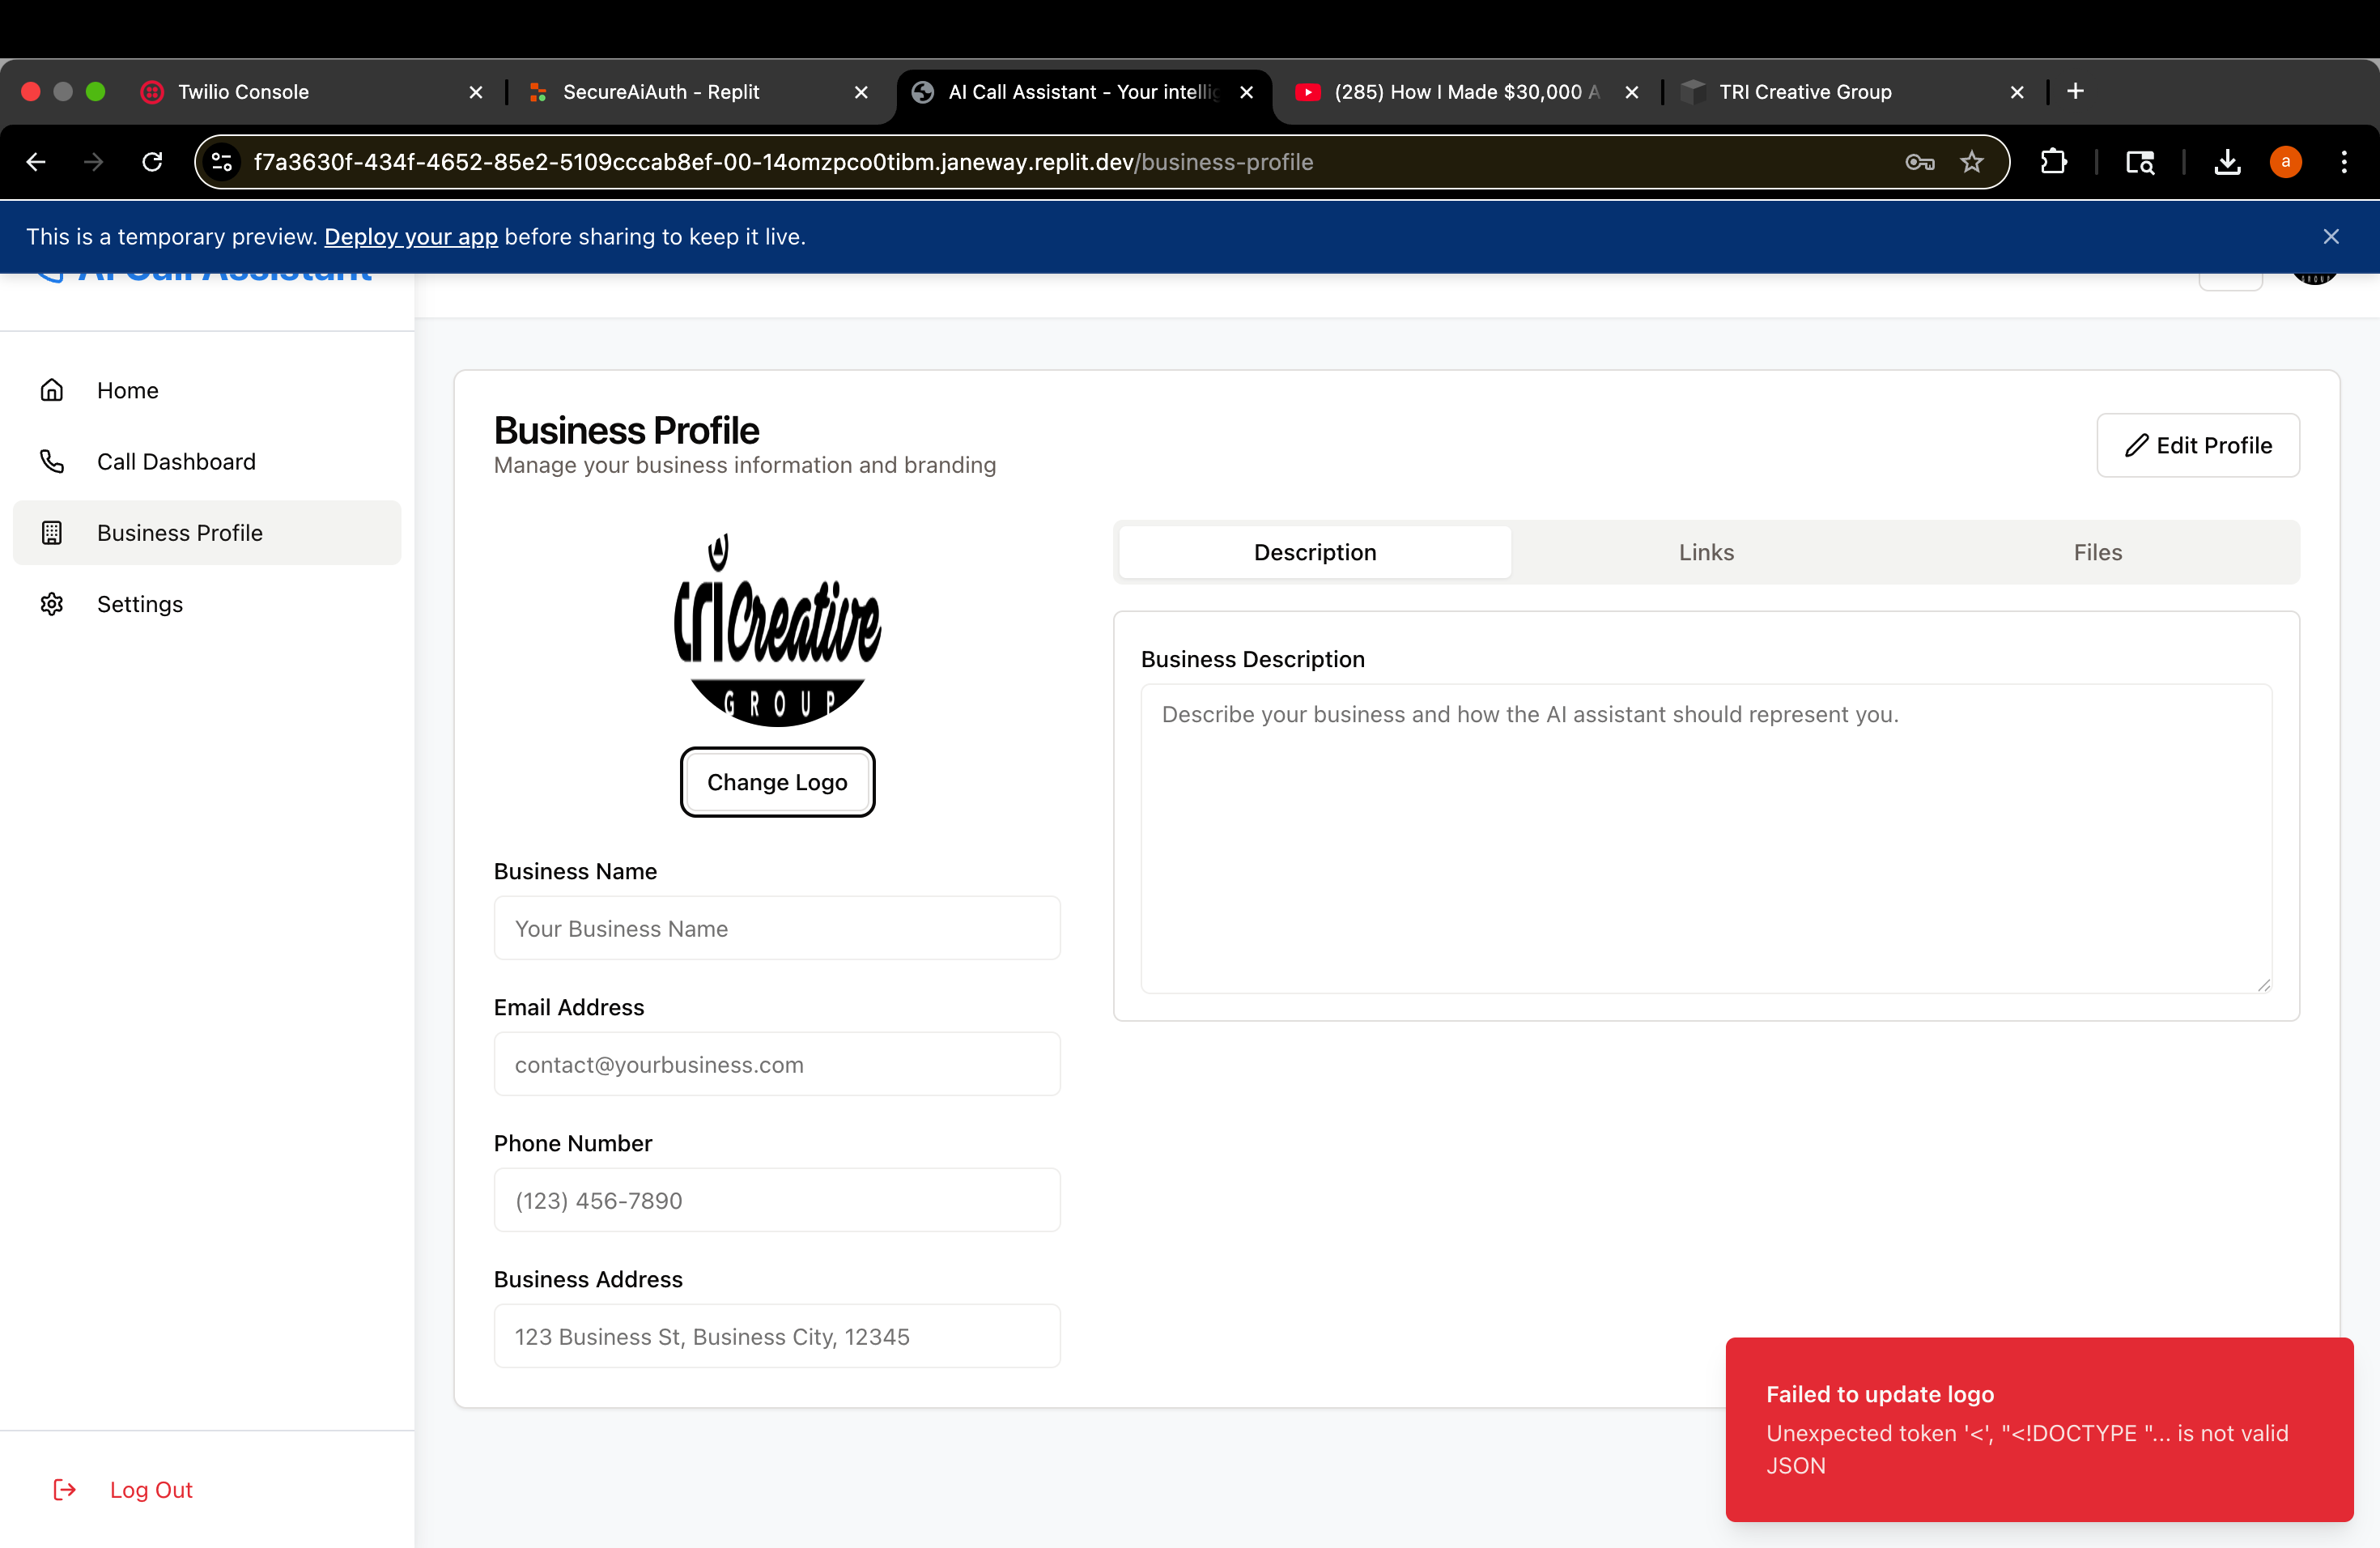 Twilio Console
SecureAiAuth - Replit
AI Call Assistant - Your intellig
(285) How I Made $30,000 A
TRI Creative Group
f7a3630f-434f-4652-85e2-5109cccab8ef-00-14omzpco0tibm.janeway.replit.dev/business-profile
a
This is a temporary preview. Deploy your app before sharing to keep it live.
AI Call Assistant
Home
Call Dashboard
Business Profile
Settings
Log Out
Business Profile
Manage your business information and branding
Edit Profile
TRI Creative
GROUP
Change Logo
Business Name
Your Business Name
Email Address
contact@yourbusiness.com
Phone Number
(123) 456-7890
Business Address
123 Business St, Business City, 12345
Description
Links
Files
Business Description
Describe your business and how the AI assistant should represent you.
Failed to update logo
Unexpected token '<', "<!DOCTYPE "... is not valid
JSON